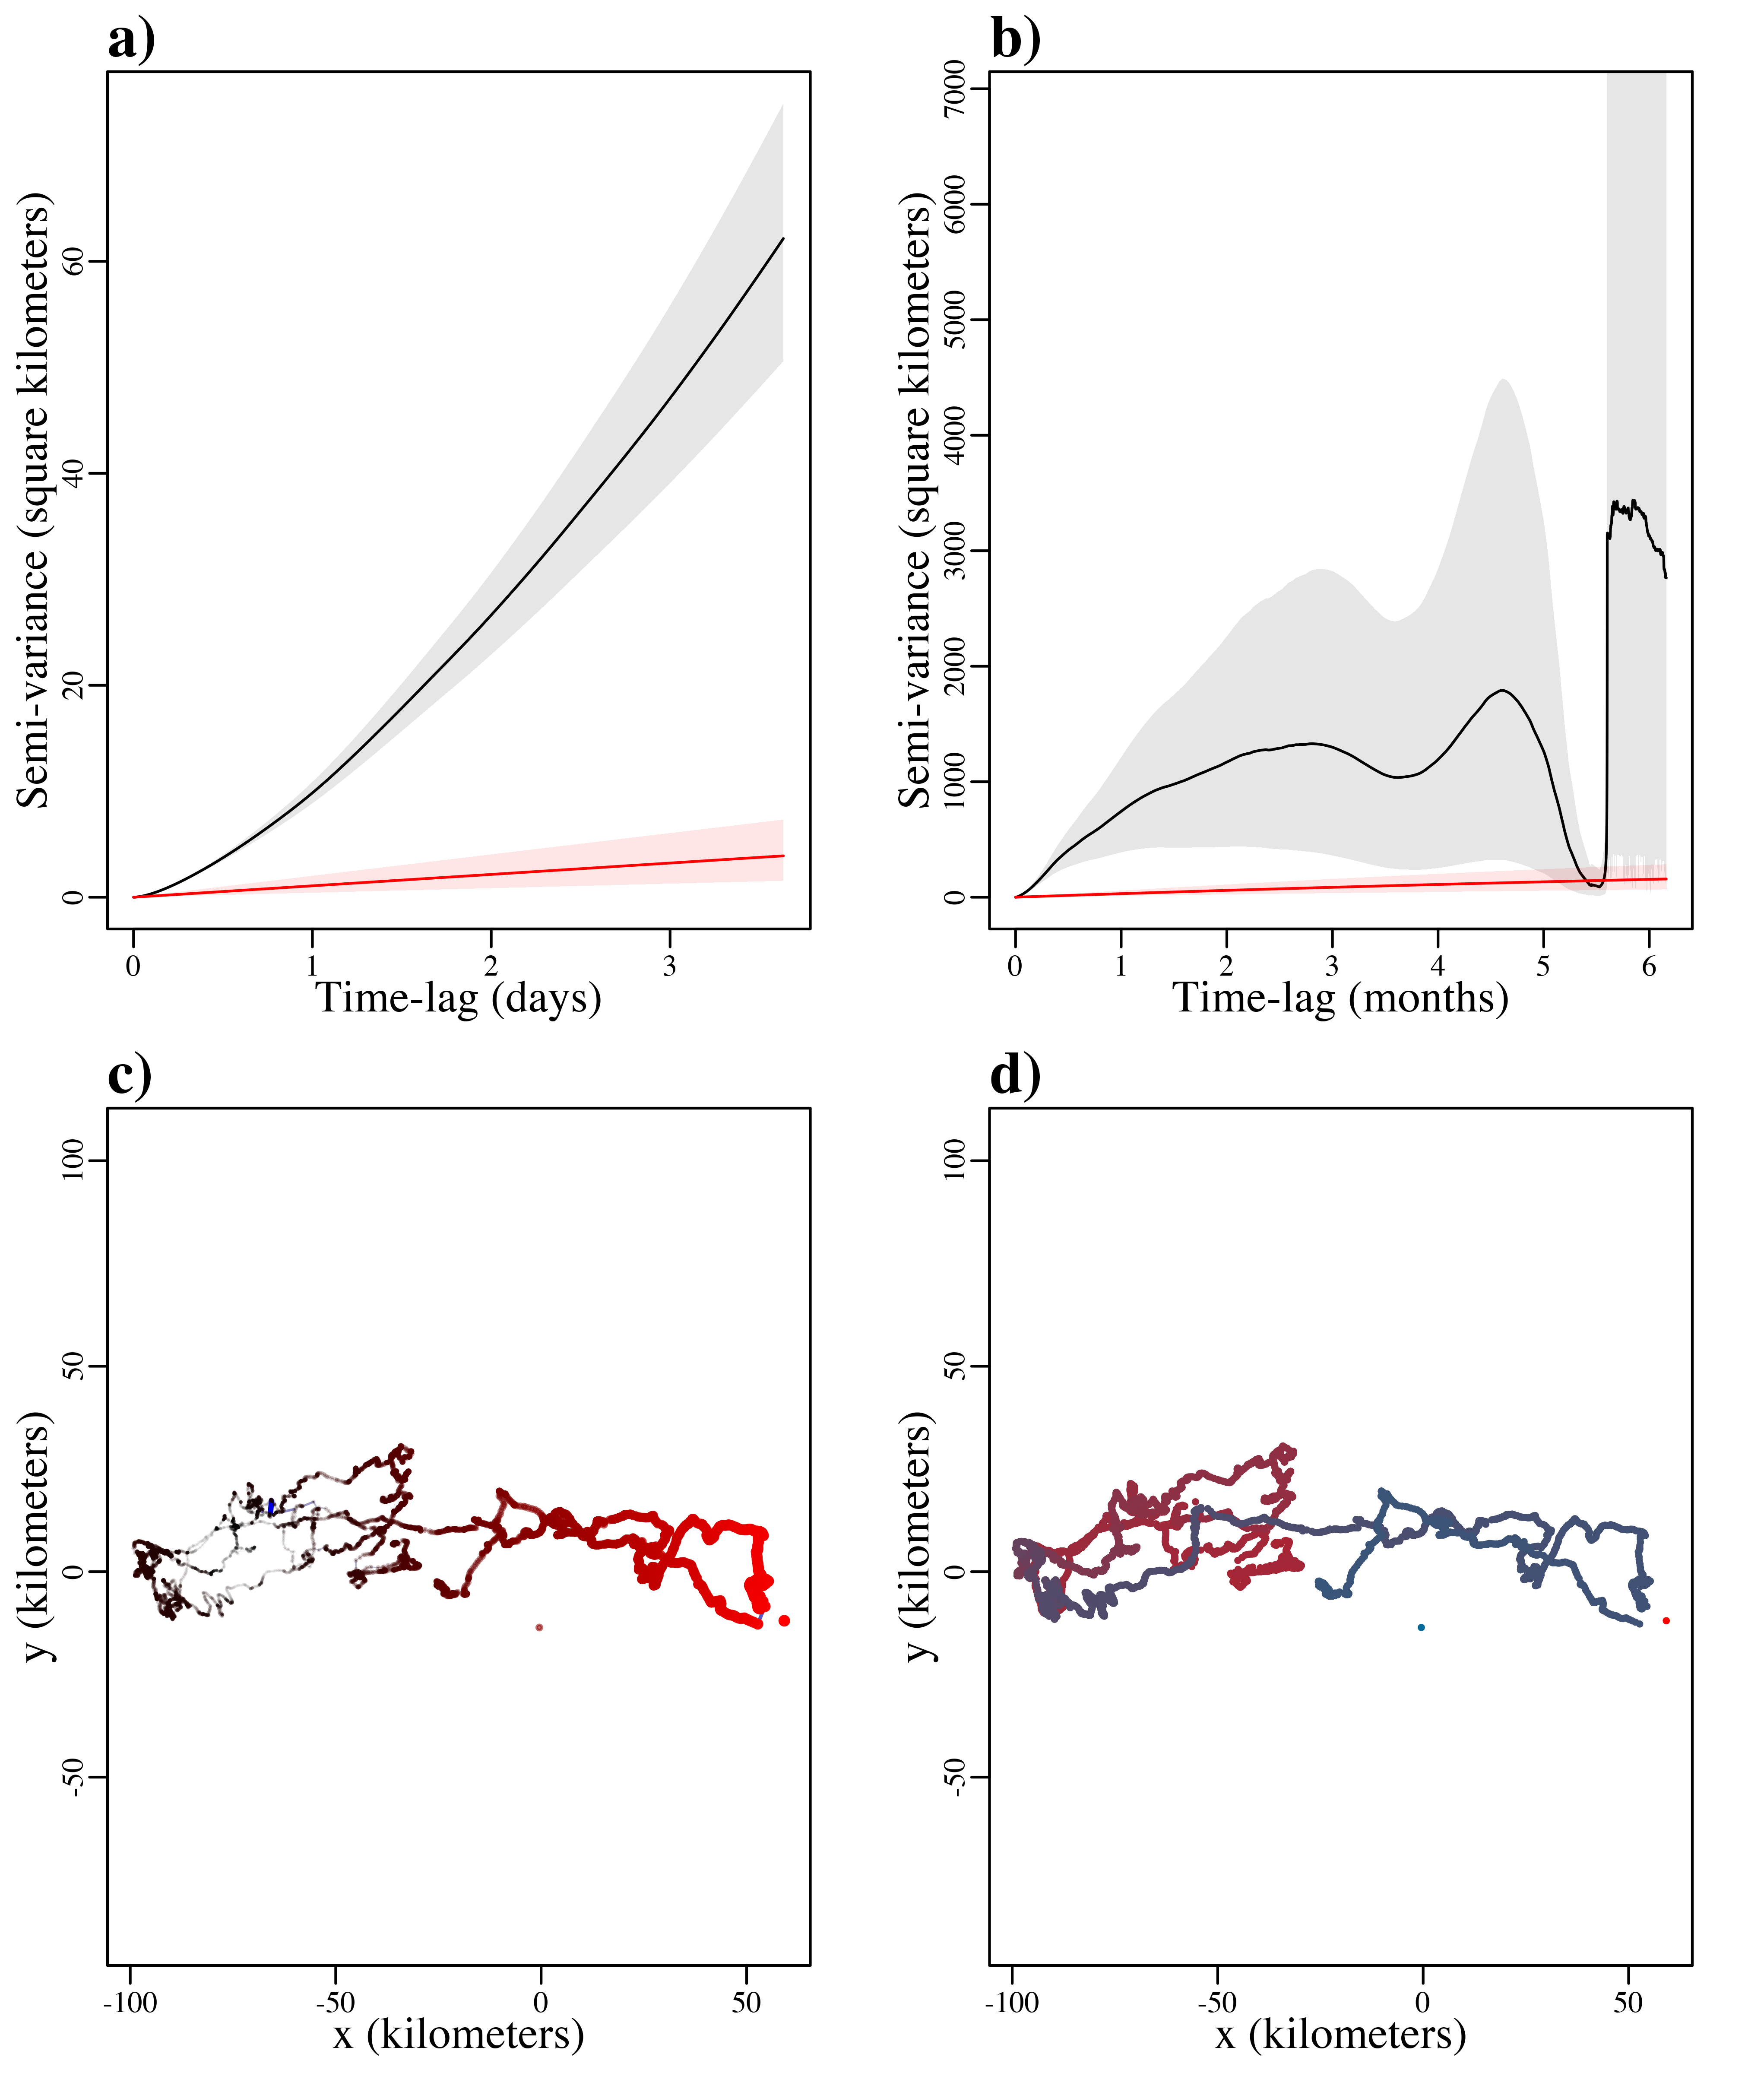 a)
Semi-variance (square kilometers)
0 20 40 60
0 1 2 3
Time-lag (days)
b)
Semi-variance (square kilometers)
0 1000 2000 3000 4000 5000 6000 7000
0 1 2 3 4 5 6
Time-lag (months)
c)
y (kilometers)
-50 0 50 100
-100 -50 0 50
x (kilometers)
d)
y (kilometers)
-50 0 50 100
-100 -50 0 50
x (kilometers)